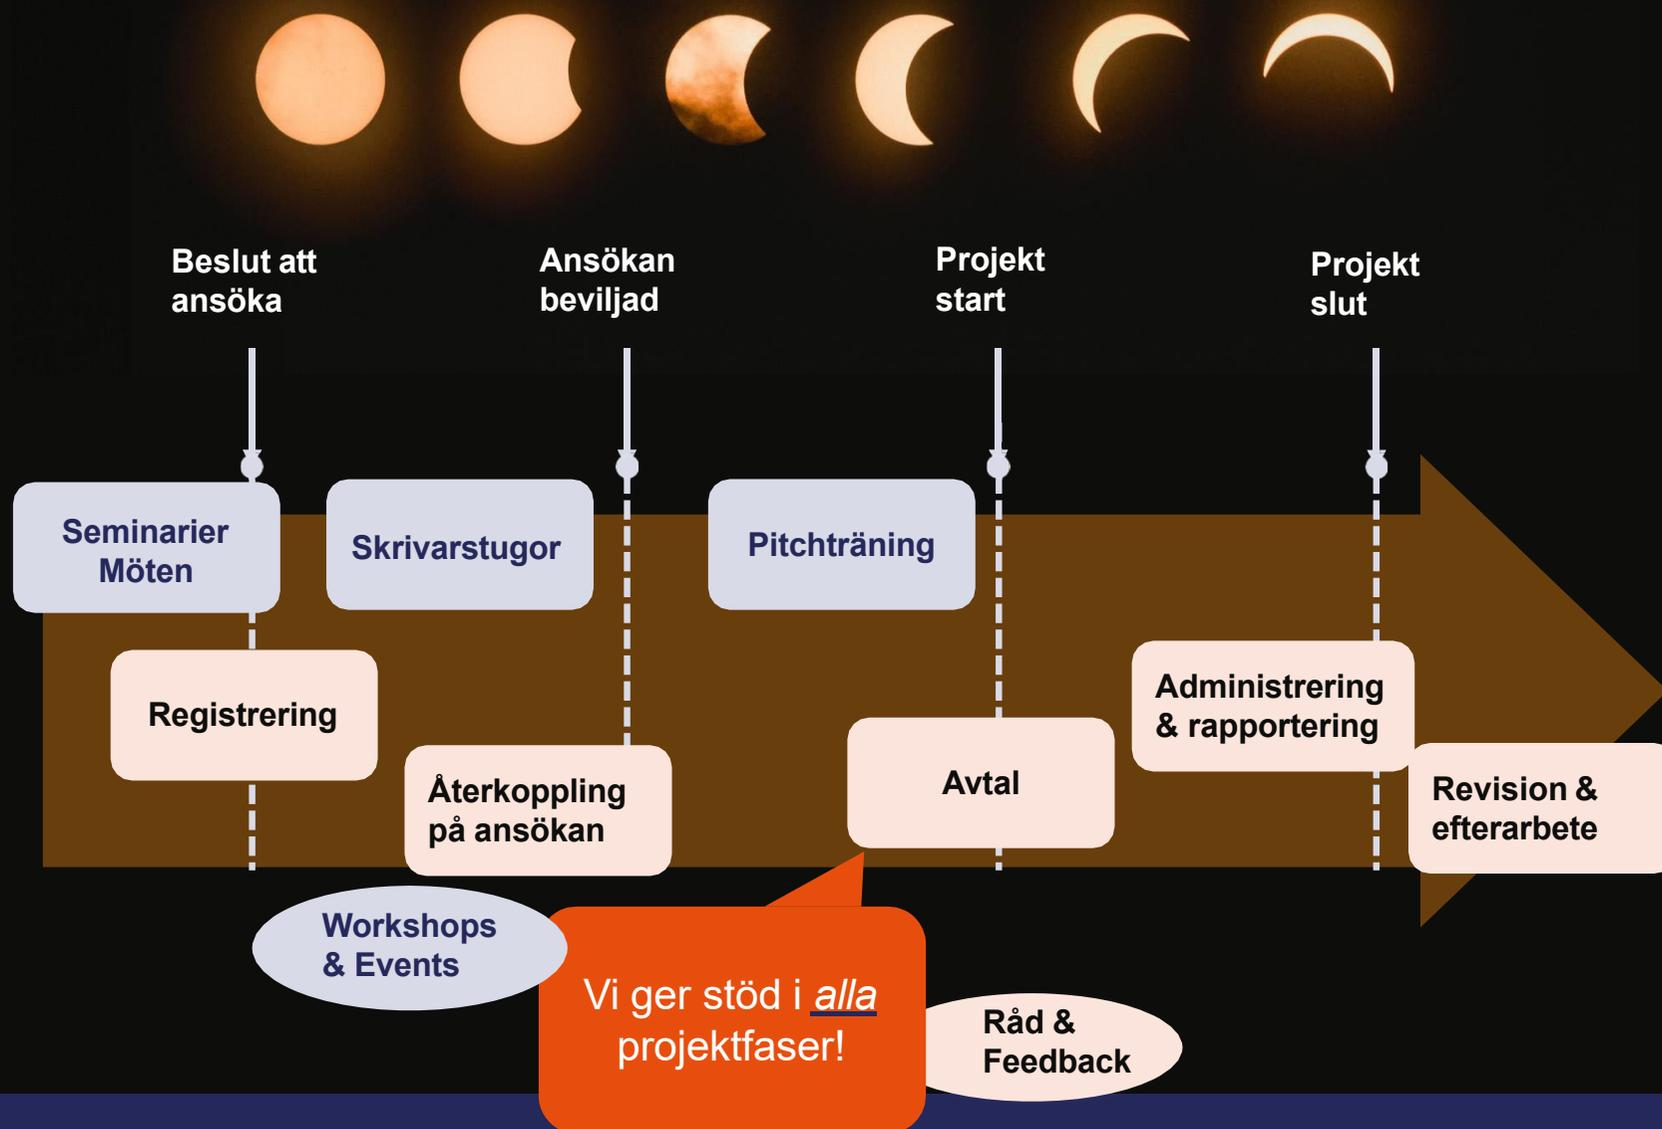 Beslut att
ansöka
Ansökan
beviljad
Projekt
start
Projekt
slut
Seminarier
Möten
Skrivarstugor
Pitchträning
Registrering
Återkoppling
på ansökan
Avtal
Administrering
& rapportering
Revision &
efterarbete
Workshops
& Events
Vi ger stöd i alla
projektfaser!
Råd &
Feedback